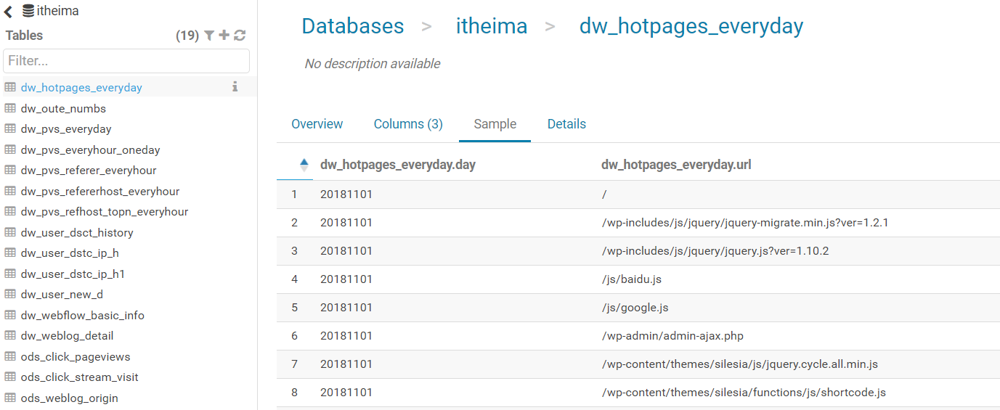 itheima
Tables (19)
Filter...
dw_hotpages_everyday
dw_oute_numbs
dw_pvs_everyday
dw_pvs_everyhour_oneday
dw_pvs_referer_everyhour
dw_pvs_refererhost_everyhour
dw_pvs_refhost_topn_everyhour
dw_user_dsct_history
dw_user_dstc_ip_h
dw_user_dstc_ip_h1
dw_user_new_d
dw_webflow_basic_info
dw_weblog_detail
ods_click_pageviews
ods_click_stream_visit
ods_weblog_origin
Databases > itheima > dw_hotpages_everyday
No description available
Overview Columns (3) Sample Details
dw_hotpages_everyday.day dw_hotpages_everyday.url
1 20181101 /
2 20181101 /wp-includes/js/jquery/jquery-migrate.min.js?ver=1.2.1
3 20181101 /wp-includes/js/jquery/jquery.js?ver=1.10.2
4 20181101 /js/baidu.js
5 20181101 /js/google.js
6 20181101 /wp-admin/admin-ajax.php
7 20181101 /wp-content/themes/silesia/js/jquery.cycle.all.min.js
8 20181101 /wp-content/themes/silesia/functions/js/shortcode.js